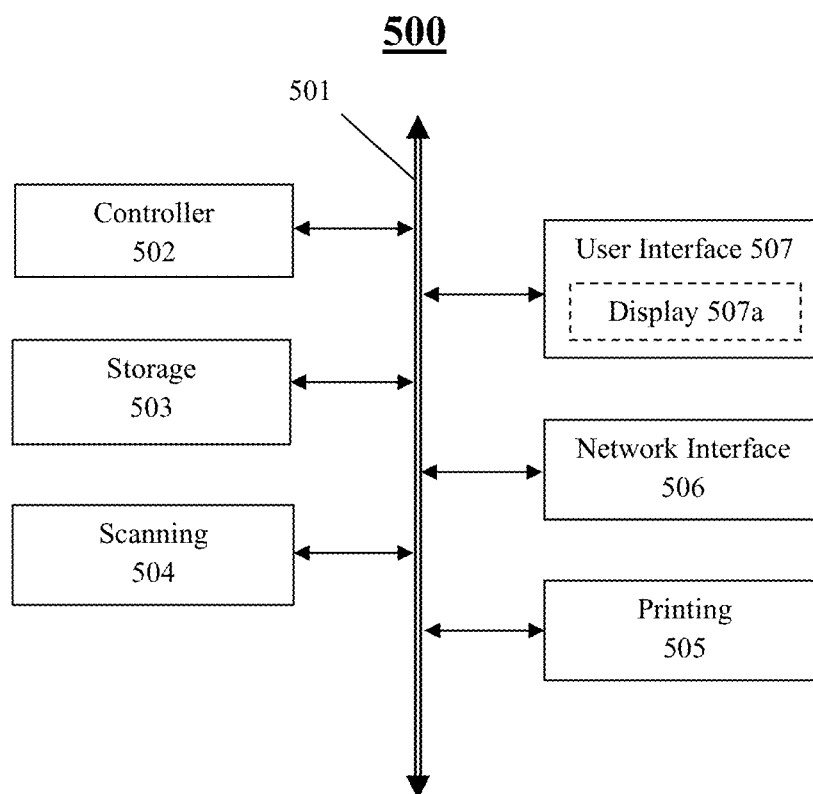 500
501
Controller
502
User Interface 507
Display 507a
Storage
503
Network Interface
506
Scanning
504
Printing
505